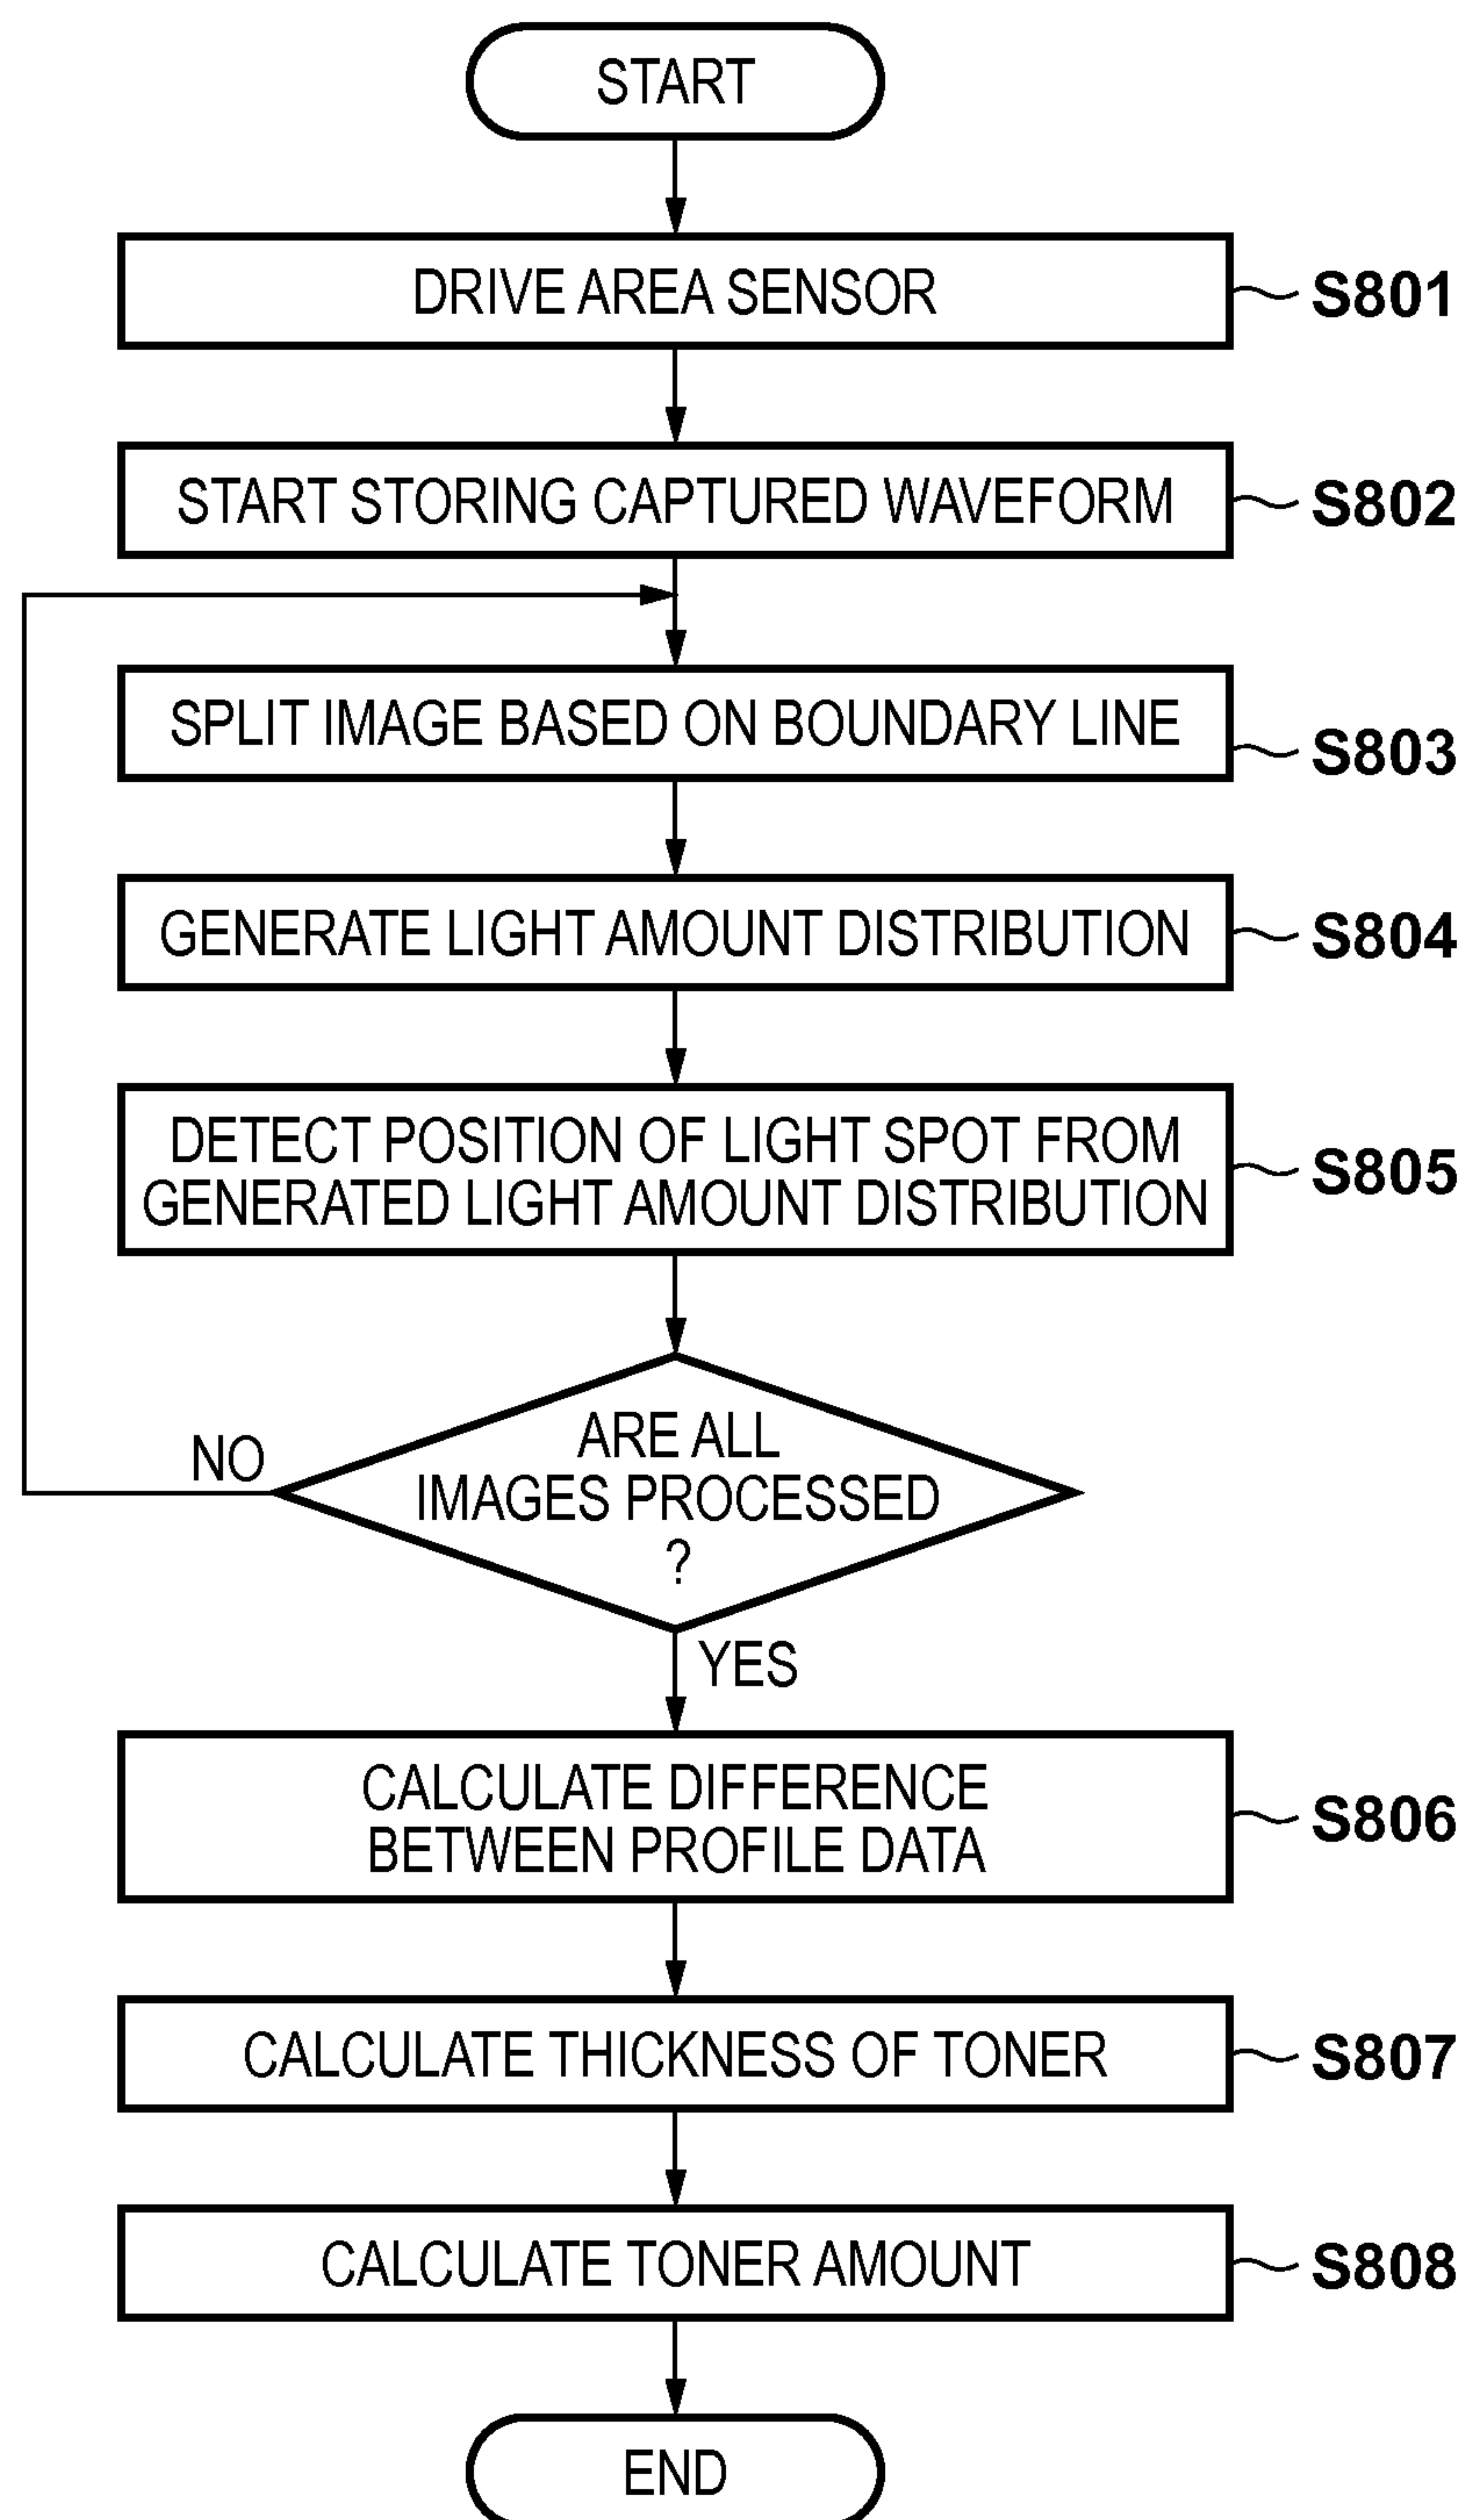 START
DRIVE AREA SENSOR
S801
START STORING CAPTURED WAVEFORM
S802
SPLIT IMAGE BASED ON BOUNDARY LINE
S803
GENERATE LIGHT AMOUNT DISTRIBUTION
S804
DETECT POSITION OF LIGHT SPOT FROM
GENERATED LIGHT AMOUNT DISTRIBUTION
S805
ARE ALL
IMAGES PROCESSED
?
NO
YES
CALCULATE DIFFERENCE
BETWEEN PROFILE DATA
S806
CALCULATE THICKNESS OF TONER
S807
CALCULATE TONER AMOUNT
S808
END